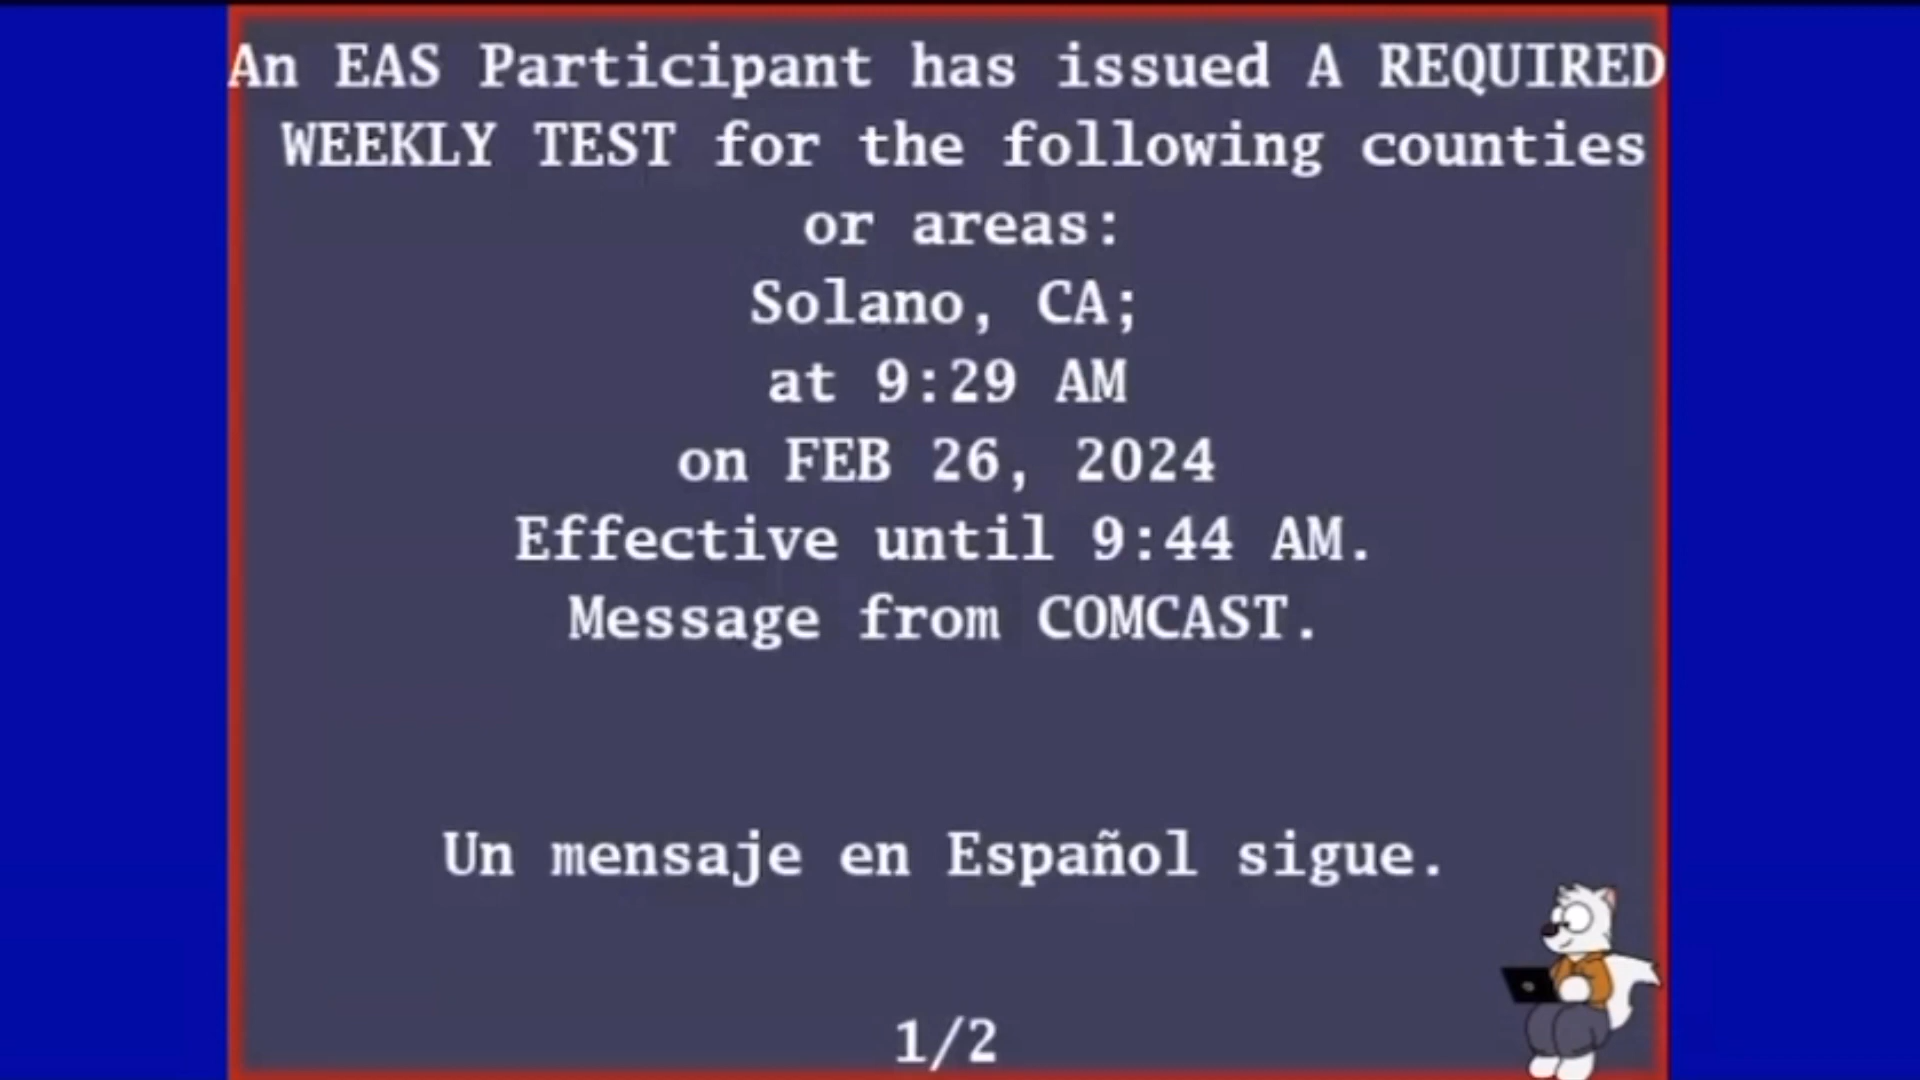 An EAS Participant has issued A REQUIRED
WEEKLY TEST for the following counties
or areas:
Solano, CA;
at 9:29 AM
on FEB 26, 2024
Effective until 9:44 AM.
Message from COMCAST.
Un mensaje en Español sigue.
1/2